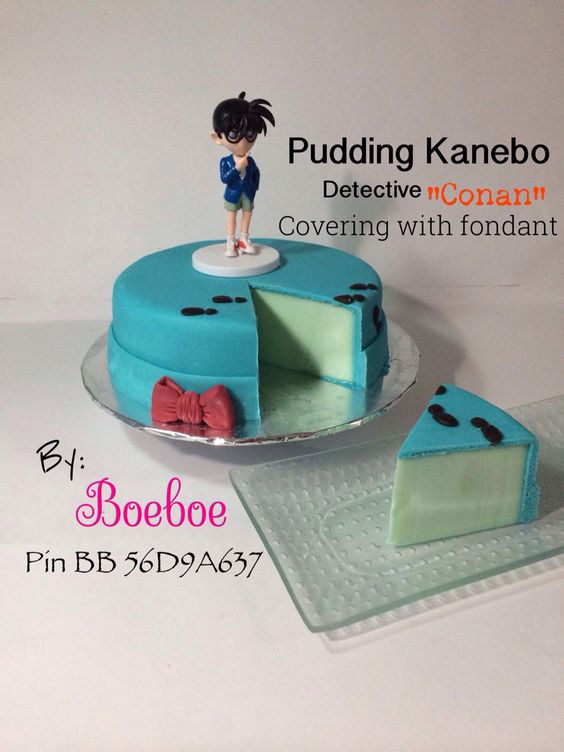 Pudding Kanebo
Detective "Conan"
Covering with fondant
By:
Boeboe
Pin BB 56D9A637